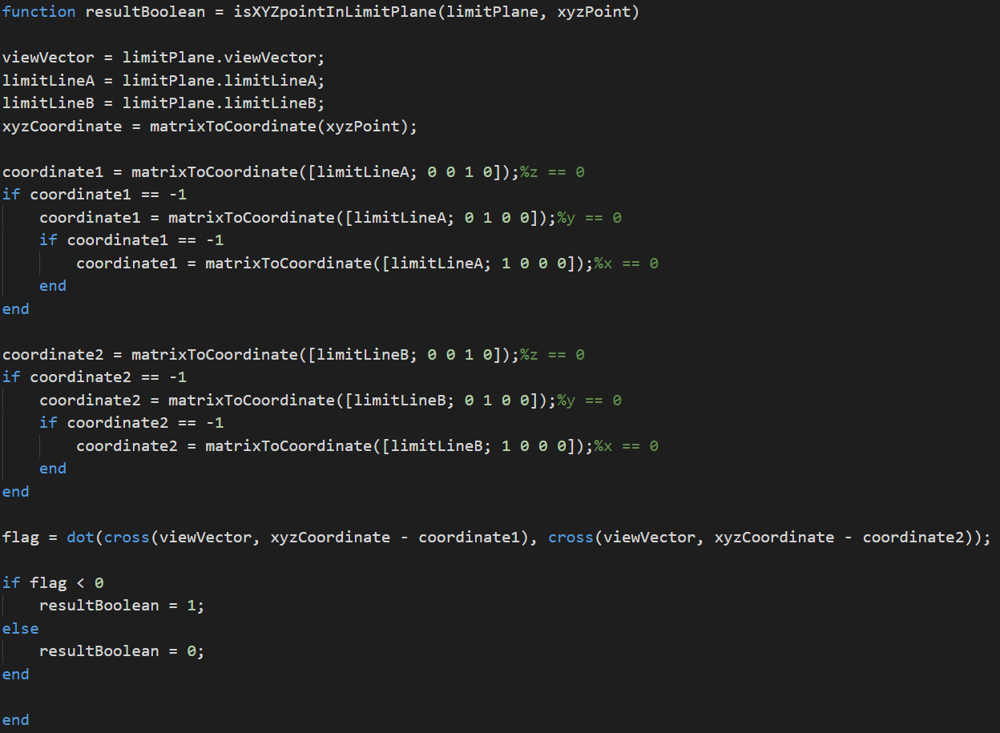 function resultBoolean = isXYZpointInLimitPlane(limitPlane, xyzPoint)

viewVector = limitPlane.viewVector;
limitLineA = limitPlane.limitLineA;
limitLineB = limitPlane.limitLineB;
xyzCoordinate = matrixToCoordinate(xyzPoint);

coordinate1 = matrixToCoordinate([limitLineA; 0 0 1 0]);%z == 0
if coordinate1 == -1
    coordinate1 = matrixToCoordinate([limitLineA; 0 1 0 0]);%y == 0
    if coordinate1 == -1
        coordinate1 = matrixToCoordinate([limitLineA; 1 0 0 0]);%x == 0
    end
end

coordinate2 = matrixToCoordinate([limitLineB; 0 0 1 0]);%z == 0
if coordinate2 == -1
    coordinate2 = matrixToCoordinate([limitLineB; 0 1 0 0]);%y == 0
    if coordinate2 == -1
        coordinate2 = matrixToCoordinate([limitLineB; 1 0 0 0]);%x == 0
    end
end

flag = dot(cross(viewVector, xyzCoordinate - coordinate1), cross(viewVector, xyzCoordinate - coordinate2));

if flag < 0
    resultBoolean = 1;
else
    resultBoolean = 0;
end

end